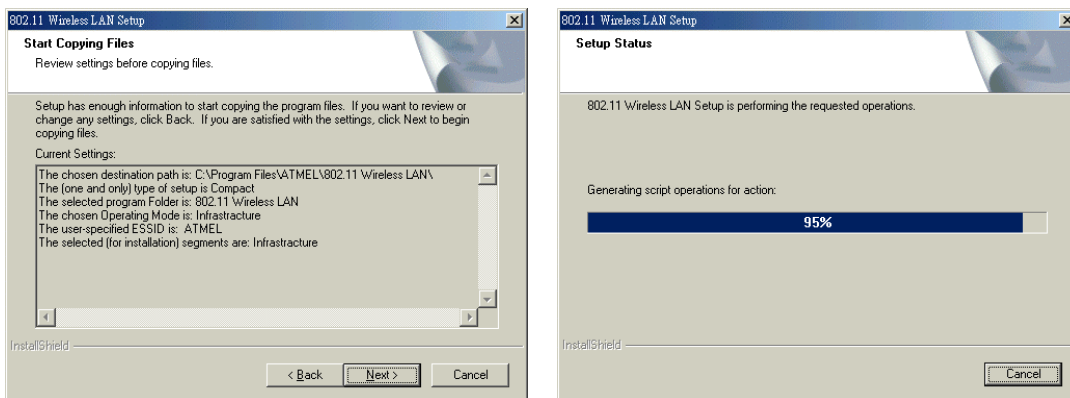 802.11 Wireless LAN Setup
Start Copying Files
Review settings before copying files.
Setup has enough information to start copying the program files. If you want to review or
change any settings, click Back. If you are satisfied with the settings, click Next to begin
copying files.
Current Settings:
The chosen destination path is: C:\Program Files\ATMEL\802.11 Wireless LAN\
The (one and only) type of setup is Compact
The selected program Folder is: 802.11 Wireless LAN
The chosen Operating Mode is: Infrastracture
The user-specified ESSID is: ATMEL
The selected (for installation) segments are: Infrastracture
InstallShield
< Back
Next >
Cancel
802.11 Wireless LAN Setup
Setup Status
802.11 Wireless LAN Setup is performing the requested operations.
Generating script operations for action:
95%
InstallShield
Cancel